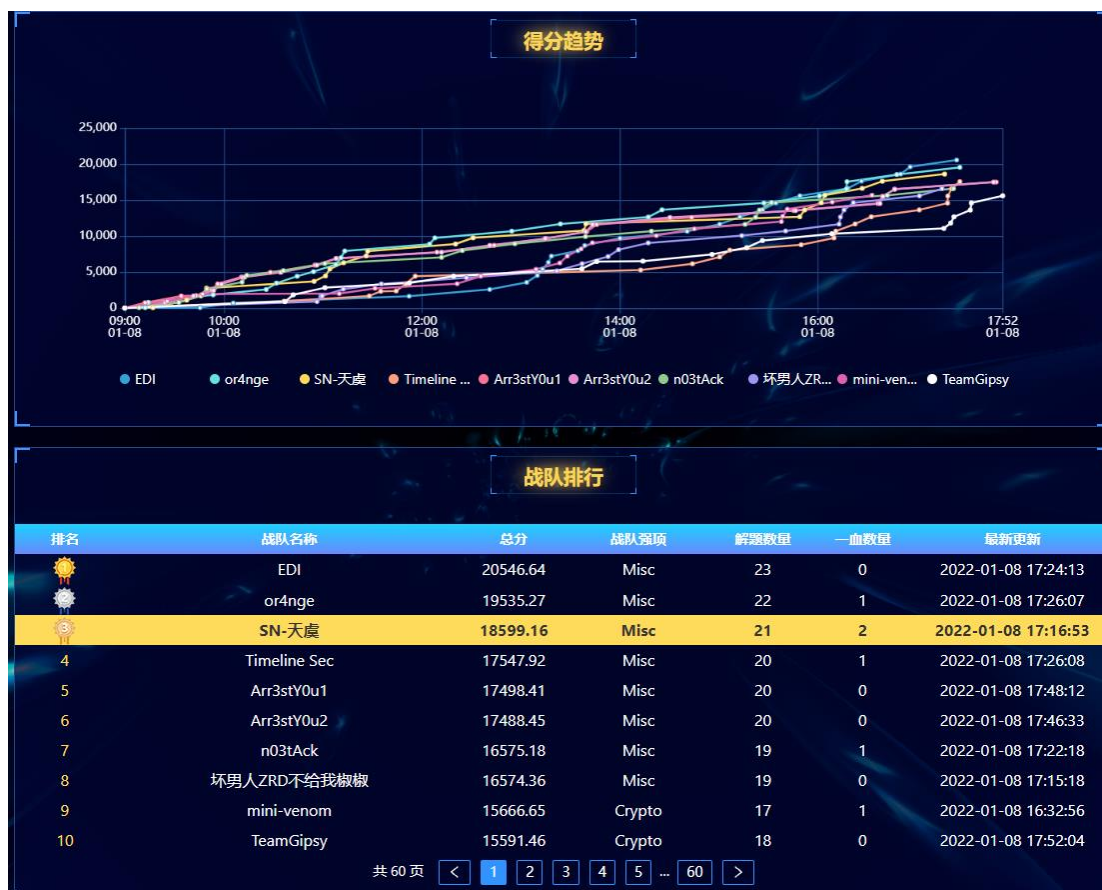 得分趋势
25,000
20,000
15,000
10,000
5,000
0
09:00 10:00 12:00 14:00 16:00 17:52
01-08 01-08 01-08 01-08 01-08 01-08
EDI or4nge SN-天虞 Timeline ... Arr3stY0u1 Arr3stY0u2 n03tAck 坏男人ZR... mini-ven... TeamGipsy
战队排行
排名 战队名称 总分 战队强项 解题数量 一血数量 最新更新
1 EDI 20546.64 Misc 23 0 2022-01-08 17:24:13
2 or4nge 19535.27 Misc 22 1 2022-01-08 17:26:07
3 SN-天虞 18599.16 Misc 21 2 2022-01-08 17:16:53
4 Timeline Sec 17547.92 Misc 20 1 2022-01-08 17:26:08
5 Arr3stY0u1 17498.41 Misc 20 0 2022-01-08 17:48:12
6 Arr3stY0u2 17488.45 Misc 20 0 2022-01-08 17:46:33
7 n03tAck 16575.18 Misc 19 1 2022-01-08 17:22:18
8 坏男人ZRD不给我椒椒 16574.36 Misc 19 0 2022-01-08 17:15:18
9 mini-venom 15666.65 Crypto 17 1 2022-01-08 16:32:56
10 TeamGipsy 15591.46 Crypto 18 0 2022-01-08 17:52:04
共 60 页 < 1 2 3 4 5 ... 60 >